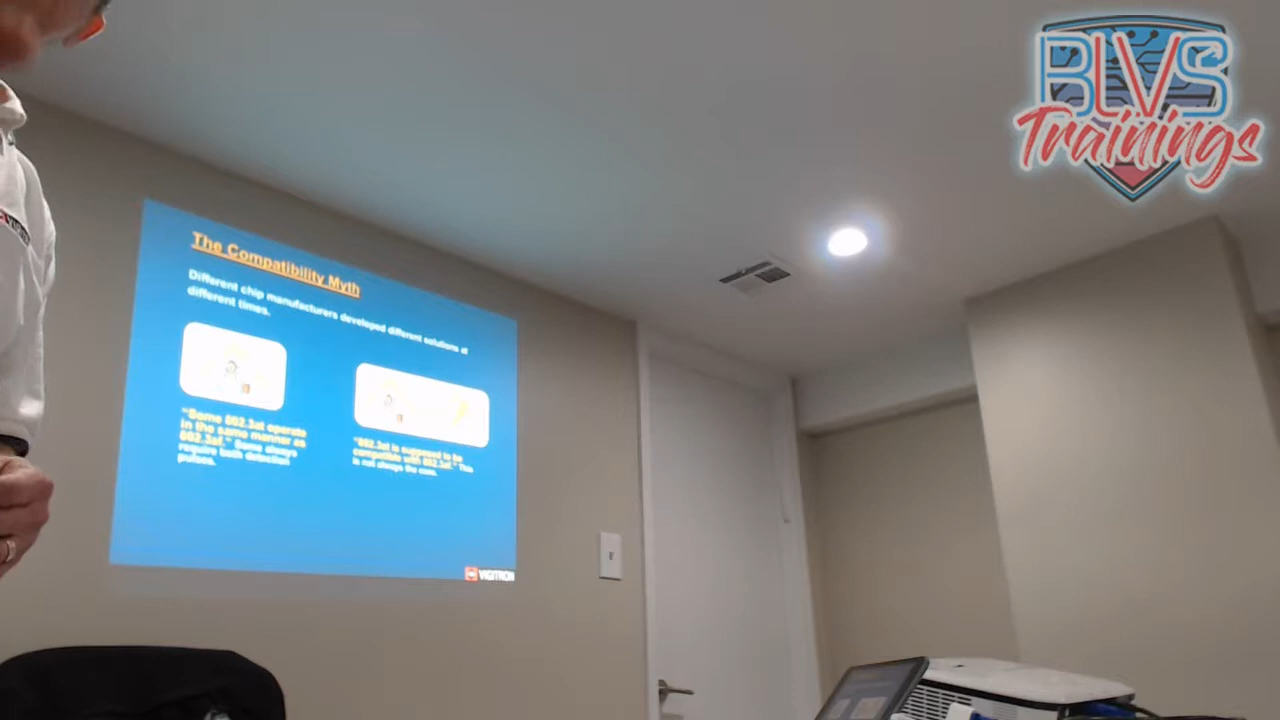 BLVS
Trainings
The Compatibility Myth
Different chip manufacturers developed different solutions at
different times.
"Some 802.3at operate
in the same manner as
802.3af." Some always
require both detection
pulses.
"802.3at is supposed to be
compatible with 802.3af." This
is not always the case.
VIGITRON